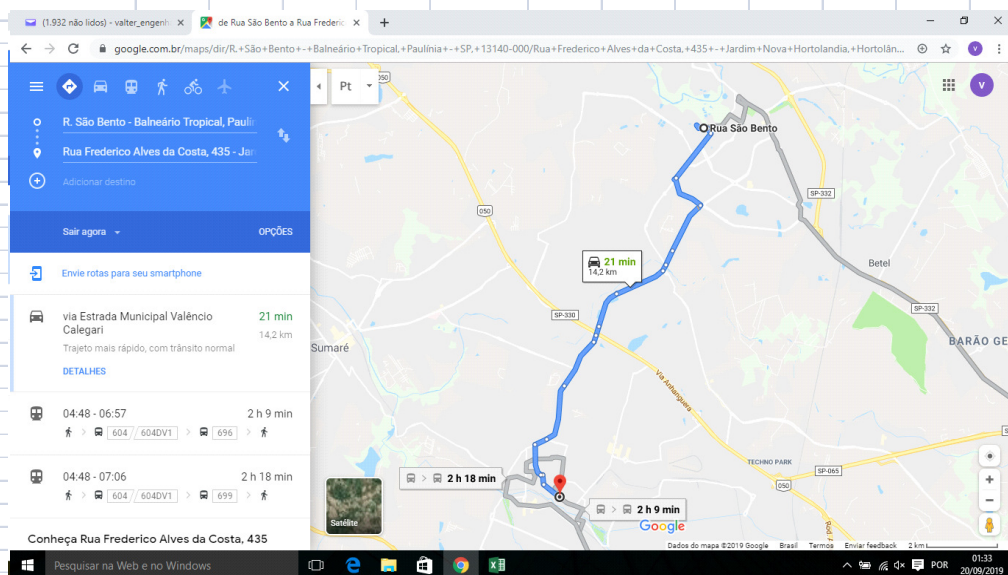 (1.932 não lidos) - valter_engenh
de Rua São Bento a Rua Frederic
google.com.br/maps/dir/R.+São+Bento+-+Balneário+Tropical,+Paulínia+-+SP,+13140-000/Rua+Frederico+Alves+da+Costa,+435+-+Jardim+Nova+Hortolandia,+Hortolân...
V
R. São Bento - Balneário Tropical, Paulín
Rua Frederico Alves da Costa, 435 - Jar
Adicionar destino
Sair agora
OPÇÕES
Envie rotas para seu smartphone
via Estrada Municipal Valêncio
Calegari
21 min
14,2 km
Trajeto mais rápido, com trânsito normal
DETALHES
04:48 - 06:57
2 h 9 min
604 / 604DV1 > 696
04:48 - 07:06
2 h 18 min
604 / 604DV1 > 699
Conheça Rua Frederico Alves da Costa, 435
Pt
050
V
Rua São Bento
SP-332
050
Betel
21 min
14,2 km
SP-332
SP-330
BARÃO GE
Sumaré
Via Anhanguera
TECHNO PARK
SP-065
050
2 h 18 min
2 h 9 min
Satélite
Google
Dados do mapa ©2019 Google Brasil Termos Enviar feedback 2 km
Pesquisar na Web e no Windows
POR
01:33
20/09/2019